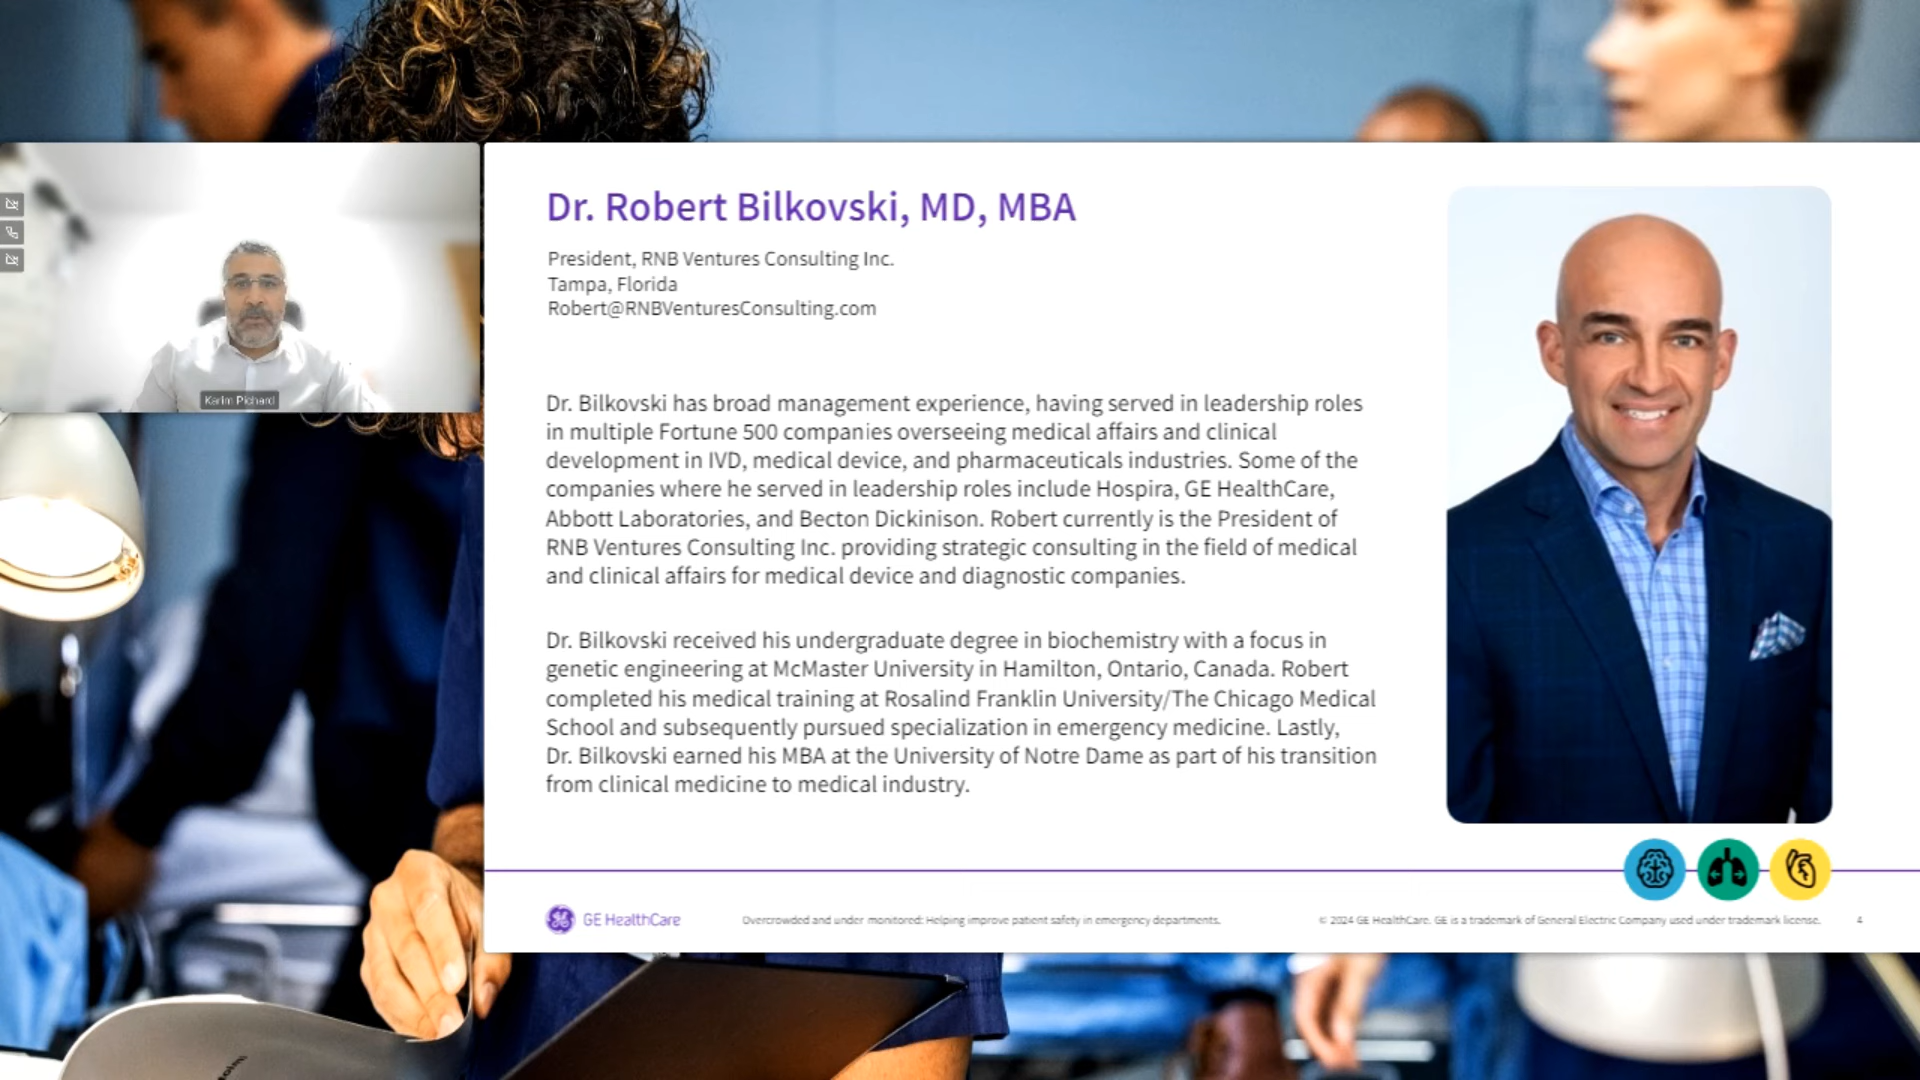 Karim Pichard
Dr. Robert Bilkovski, MD, MBA
President, RNB Ventures Consulting Inc.
Tampa, Florida
Robert@RNBVenturesConsulting.com
Dr. Bilkovski has broad management experience, having served in leadership roles
in multiple Fortune 500 companies overseeing medical affairs and clinical
development in IVD, medical device, and pharmaceuticals industries. Some of the
companies where he served in leadership roles include Hospira, GE HealthCare,
Abbott Laboratories, and Becton Dickinison. Robert currently is the President of
RNB Ventures Consulting Inc. providing strategic consulting in the field of medical
and clinical affairs for medical device and diagnostic companies.
Dr. Bilkovski received his undergraduate degree in biochemistry with a focus in
genetic engineering at McMaster University in Hamilton, Ontario, Canada. Robert
completed his medical training at Rosalind Franklin University/The Chicago Medical
School and subsequently pursued specialization in emergency medicine. Lastly,
Dr. Bilkovski earned his MBA at the University of Notre Dame as part of his transition
from clinical medicine to medical industry.
GE HealthCare
Overcrowded and under monitored: Helping improve patient safety in emergency departments.
© 2024 GE HealthCare. GE is a trademark of General Electric Company used under trademark license.
4